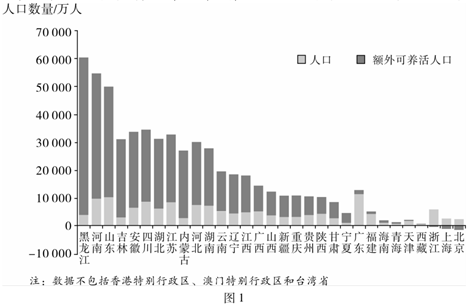 人口数量/万人
70 000
60 000
50 000
40 000
30 000
20 000
10 000
0
-10 000
人口 额外可养活人口
黑龙江 河南 山东 吉林 安徽 四川 湖北 江苏 内蒙古 河北 湖南 云南 辽宁 江西 广西 山西 新疆 重庆 贵州 陕西 甘肃 宁夏 广东 福建 海南 青海 天津 西藏 浙江 上海 北京
注：数据不包括香港特别行政区、澳门特别行政区和台湾省
图1